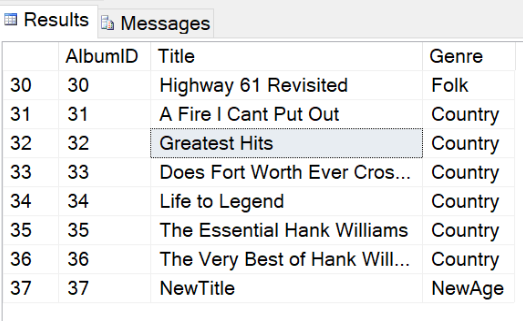 Results Messages
AlbumID Title Genre
30 30 Highway 61 Revisited Folk
31 31 A Fire I Cant Put Out Country
32 32 Greatest Hits Country
33 33 Does Fort Worth Ever Cros... Country
34 34 Life to Legend Country
35 35 The Essential Hank Williams Country
36 36 The Very Best of Hank Will... Country
37 37 NewTitle NewAge